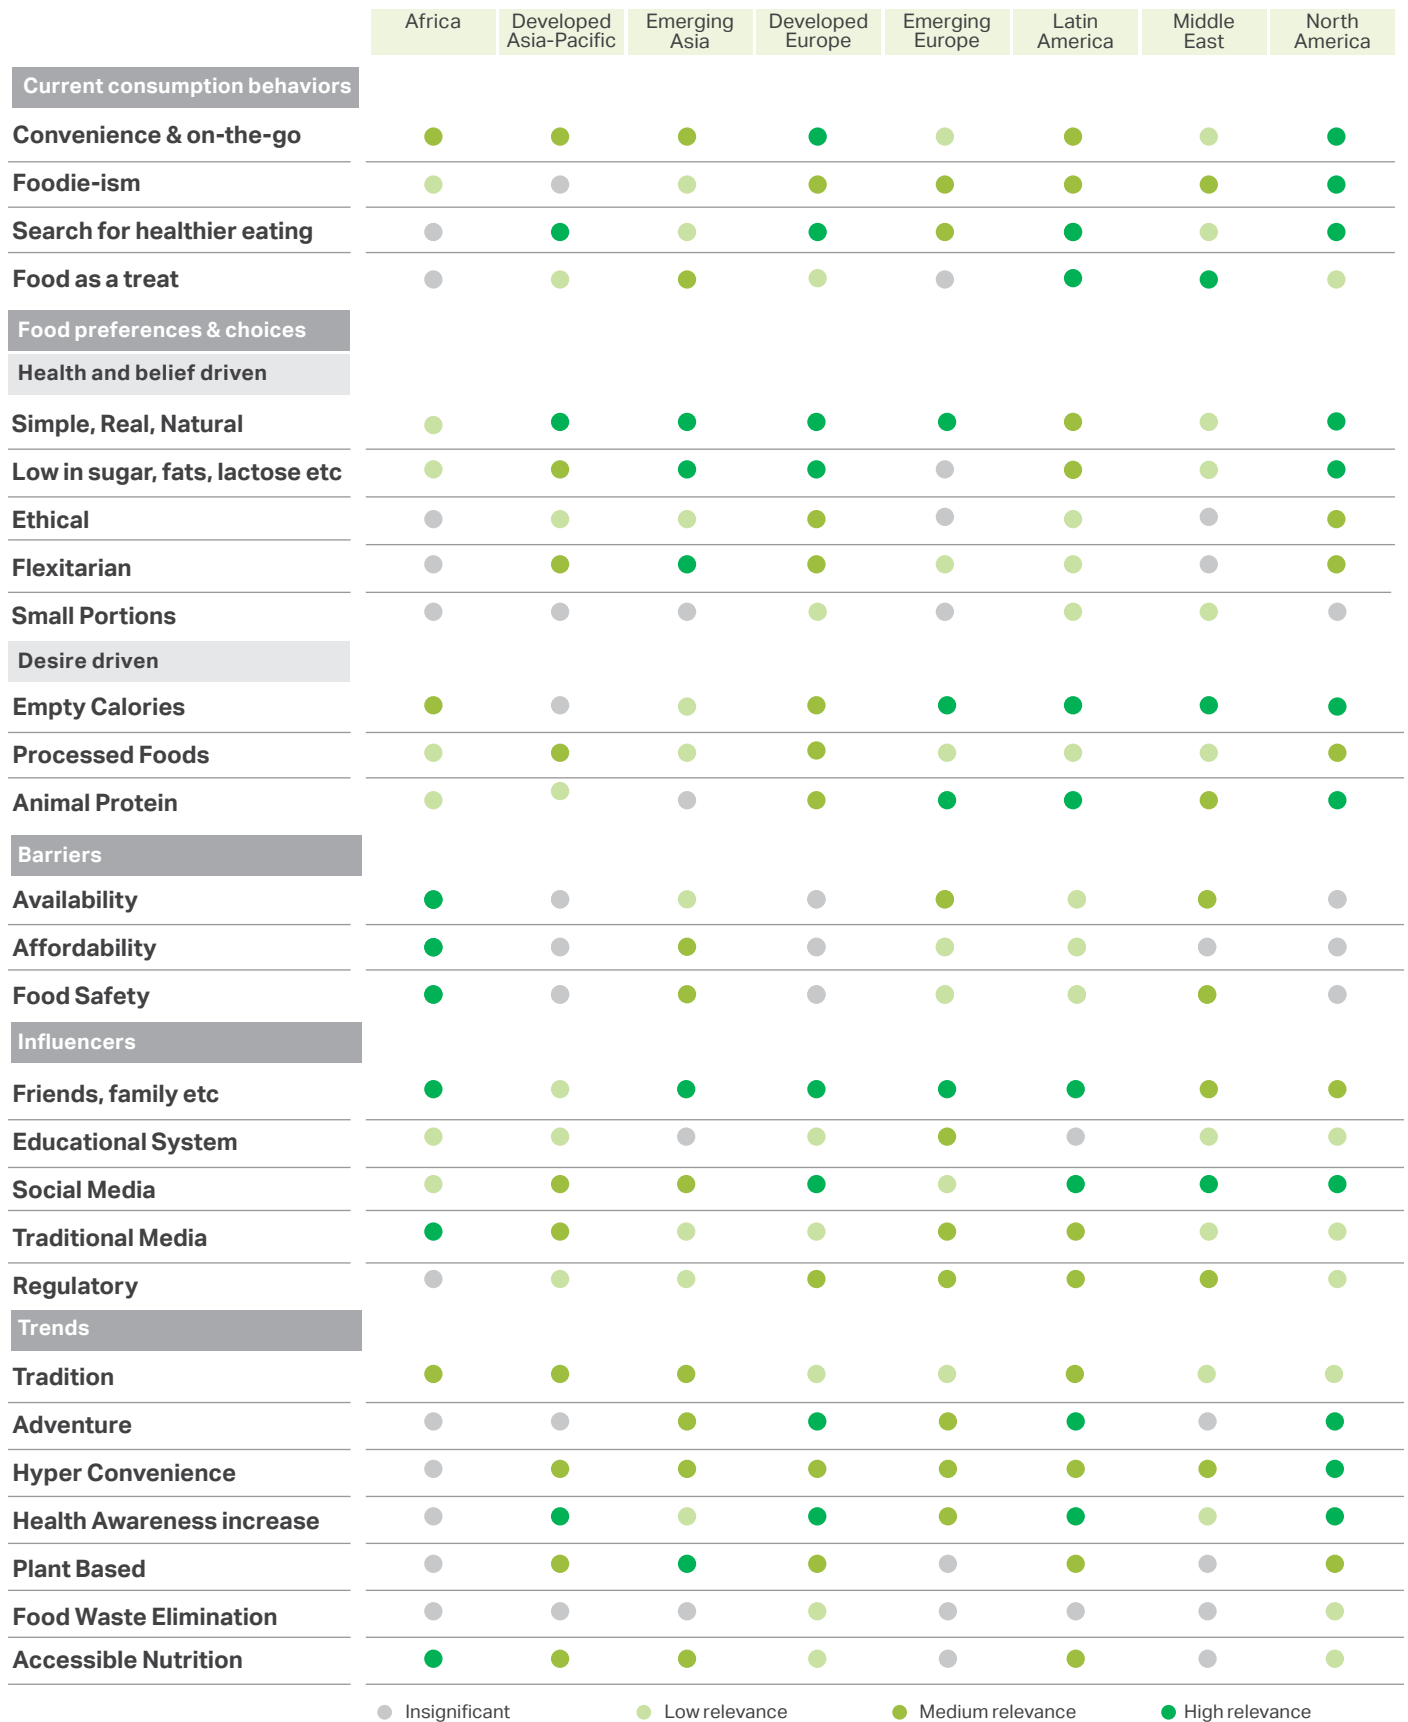 Africa
Developed
Asia-Pacific
Emerging
Asia
Developed
Europe
Emerging
Europe
Latin
America
Middle
East
North
America
Current consumption behaviors
Convenience & on-the-go
Foodie-ism
Search for healthier eating
Food as a treat
Food preferences & choices
Health and belief driven
Simple, Real, Natural
Low in sugar, fats, lactose etc
Ethical
Flexitarian
Small Portions
Desire driven
Empty Calories
Processed Foods
Animal Protein
Barriers
Availability
Affordability
Food Safety
Influencers
Friends, family etc
Educational System
Social Media
Traditional Media
Regulatory
Trends
Tradition
Adventure
Hyper Convenience
Health Awareness increase
Plant Based
Food Waste Elimination
Accessible Nutrition
Insignificant
Low relevance
Medium relevance
High relevance